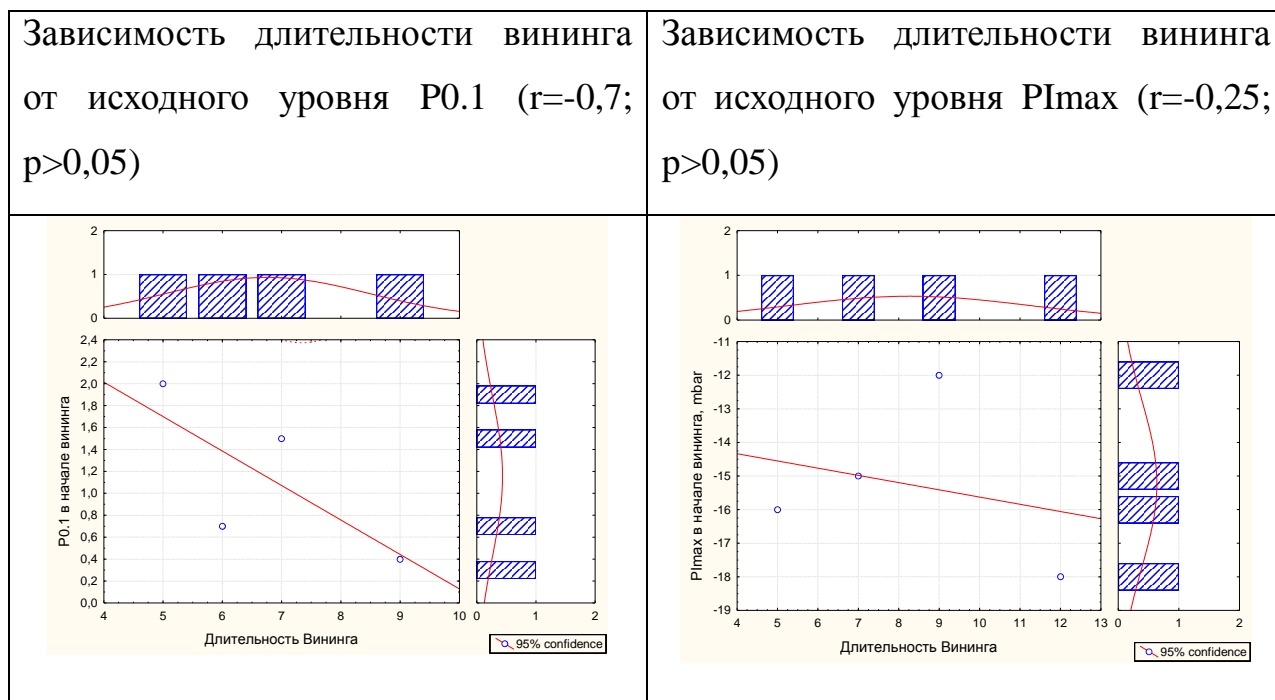 Зависимость длительности вининга
от исходного уровня P0.1 (r=-0,7;
p>0,05)
Зависимость длительности вининга
от исходного уровня PImax (r=-0,25;
p>0,05)
2
1
0
2,4
2,2
2,0
1,8
1,6
1,4
1,2
1,0
0,8
0,6
0,4
0,2
0,0
P0.1 в начале вининга
4 5 6 7 8 9 10
Длительность Вининга
0 1 2
95% confidence
2
1
0
-11
-12
-13
-14
-15
-16
-17
-18
-19
PImax в начале вининга, mbar
4 5 6 7 8 9 10 11 12 13
Длительность Вининга
0 1 2
95% confidence